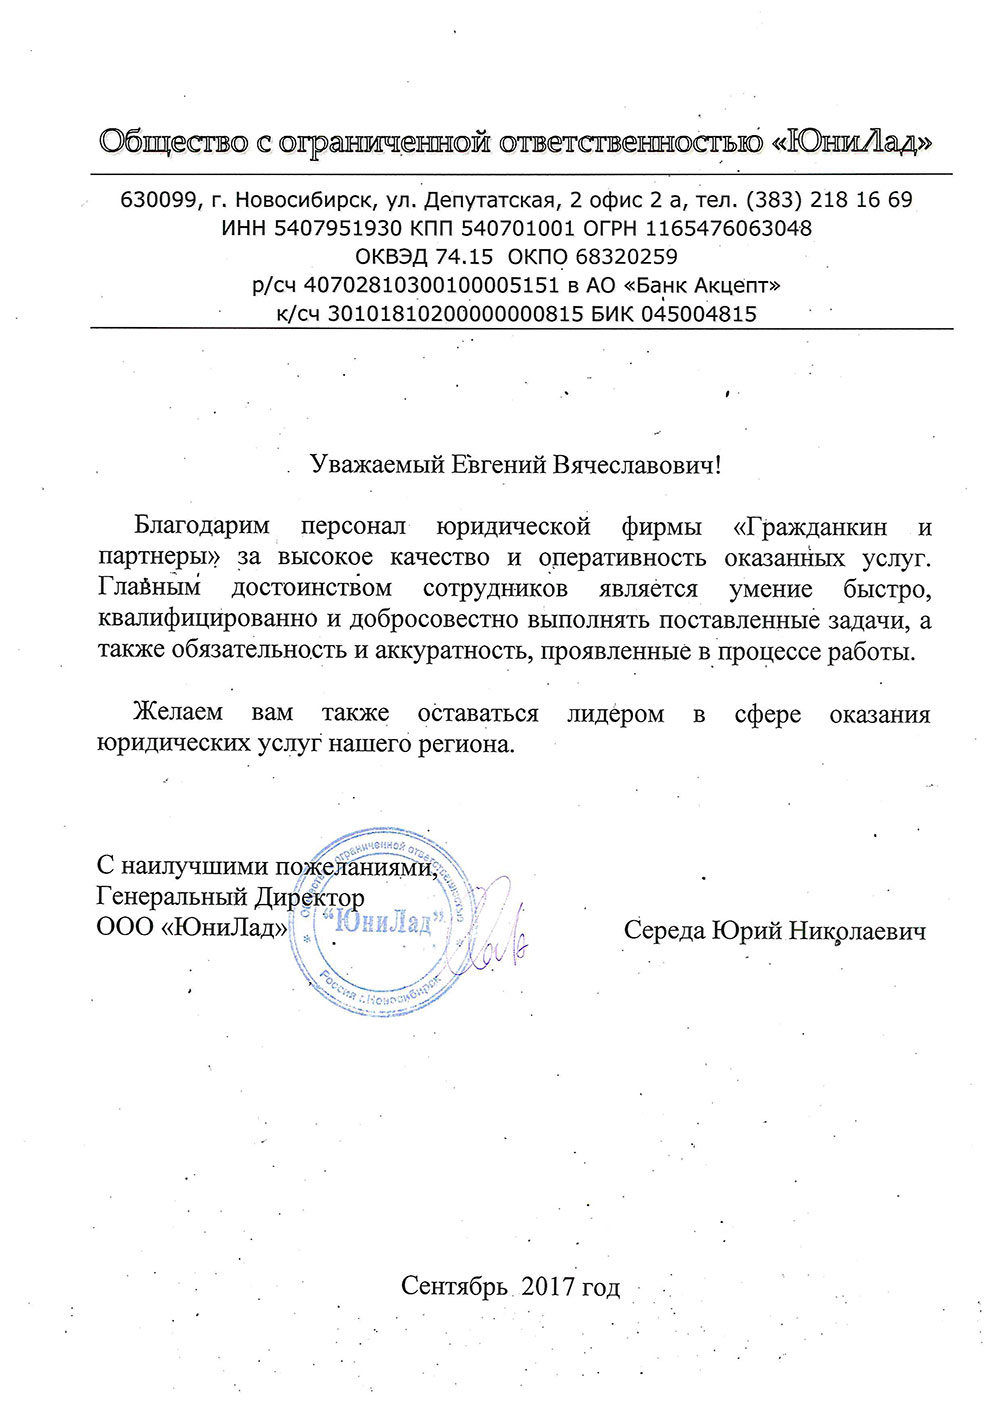 Общество с ограниченной ответственностью «ЮниЛад»
630099, г. Новосибирск, ул. Депутатская, 2 офис 2 а, тел. (383) 218 16 69
ИНН 5407951930 КПП 540701001 ОГРН 1165476063048
ОКВЭД 74.15 ОКПО 68320259
р/сч 40702810300100005151 в АО «Банк Акцепт»
к/сч 30101810200000000815 БИК 045004815
Уважаемый Евгений Вячеславович!
Благодарим персонал юридической фирмы «Гражданкин и
партнеры» за высокое качество и оперативность оказанных услуг.
Главным достоинством сотрудников является умение быстро,
квалифицированно и добросовестно выполнять поставленные задачи, а
также обязательность и аккуратность, проявленные в процессе работы.
Желаем вам также оставаться лидером в сфере оказания
юридических услуг нашего региона.
С наилучшими пожеланиями,
Генеральный Директор
ООО «ЮниЛад»
Середа Юрий Николаевич
ограниченной ответственностью
"ЮниЛад"
Россия г.Новосибирск
Сентябрь 2017 год